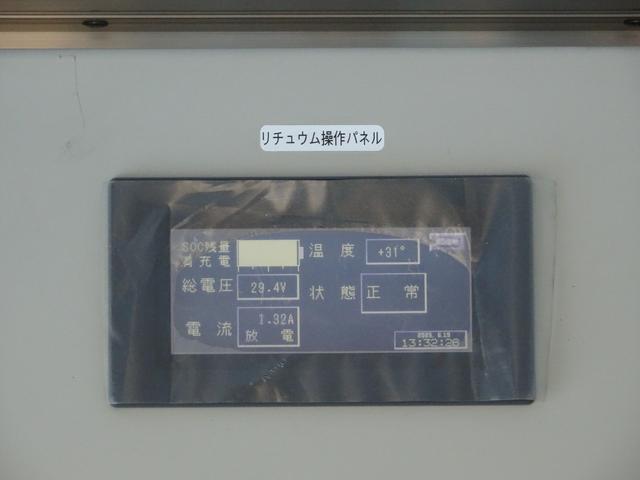 リチュウム操作パネル
SOC残量
満充電
温度 +31°
総電圧 29.4V
状態 正常
電流 1.32A
放電
13:32:26